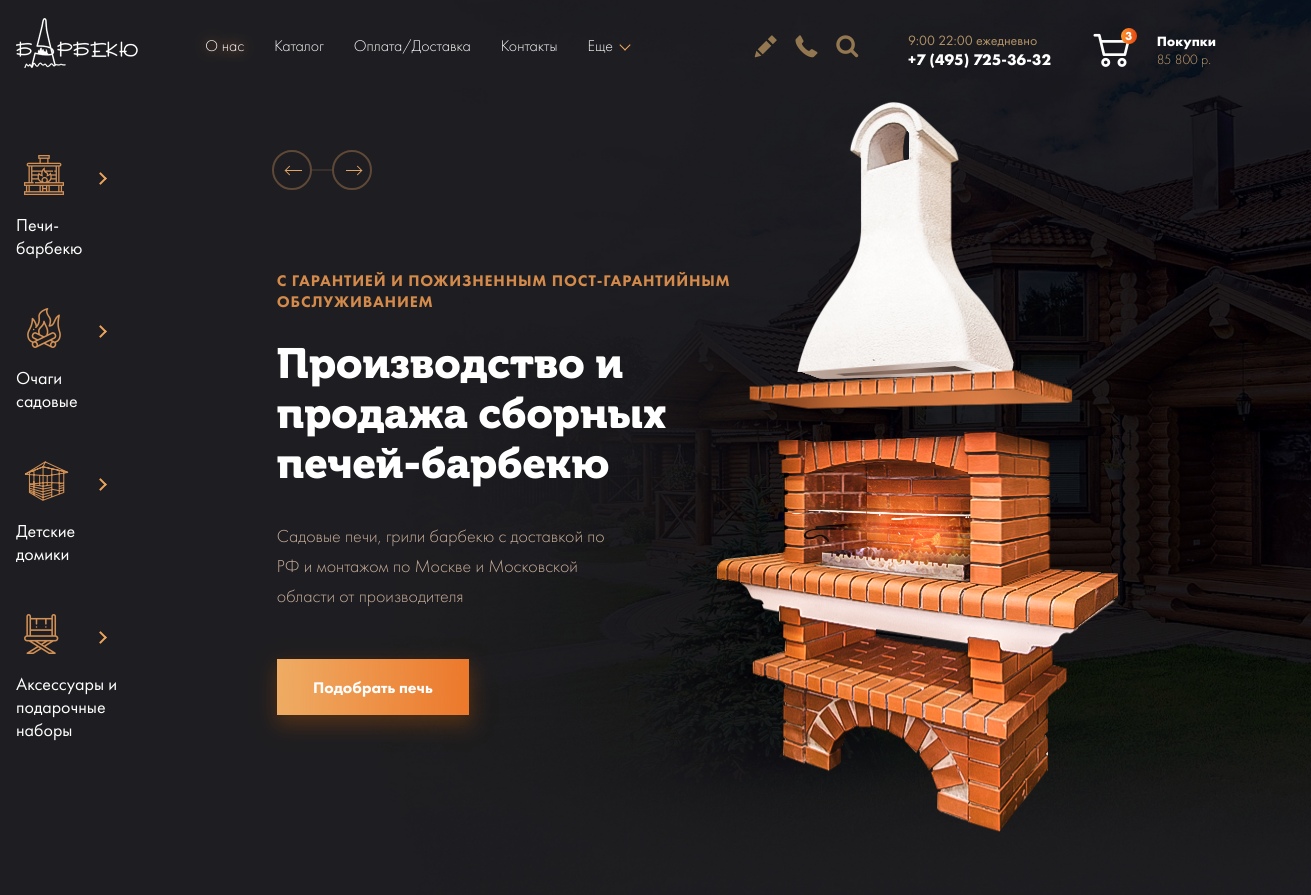 БАРБЕКЮ
О нас
Каталог
Оплата/Доставка
Контакты
Еще
9:00 22:00 ежедневно
+7 (495) 725-36-32
3
Покупки
85 800 р.
Печи-
барбекю
Очаги
садовые
Детские
домики
Аксессуары и
подарочные
наборы
С ГАРАНТИЕЙ И ПОЖИЗНЕННЫМ ПОСТ-ГАРАНТИЙНЫМ
ОБСЛУЖИВАНИЕМ
Производство и
продажа сборных
печей-барбекю
Садовые печи, грили барбекю с доставкой по
РФ и монтажом по Москве и Московской
области от производителя
Подобрать печь